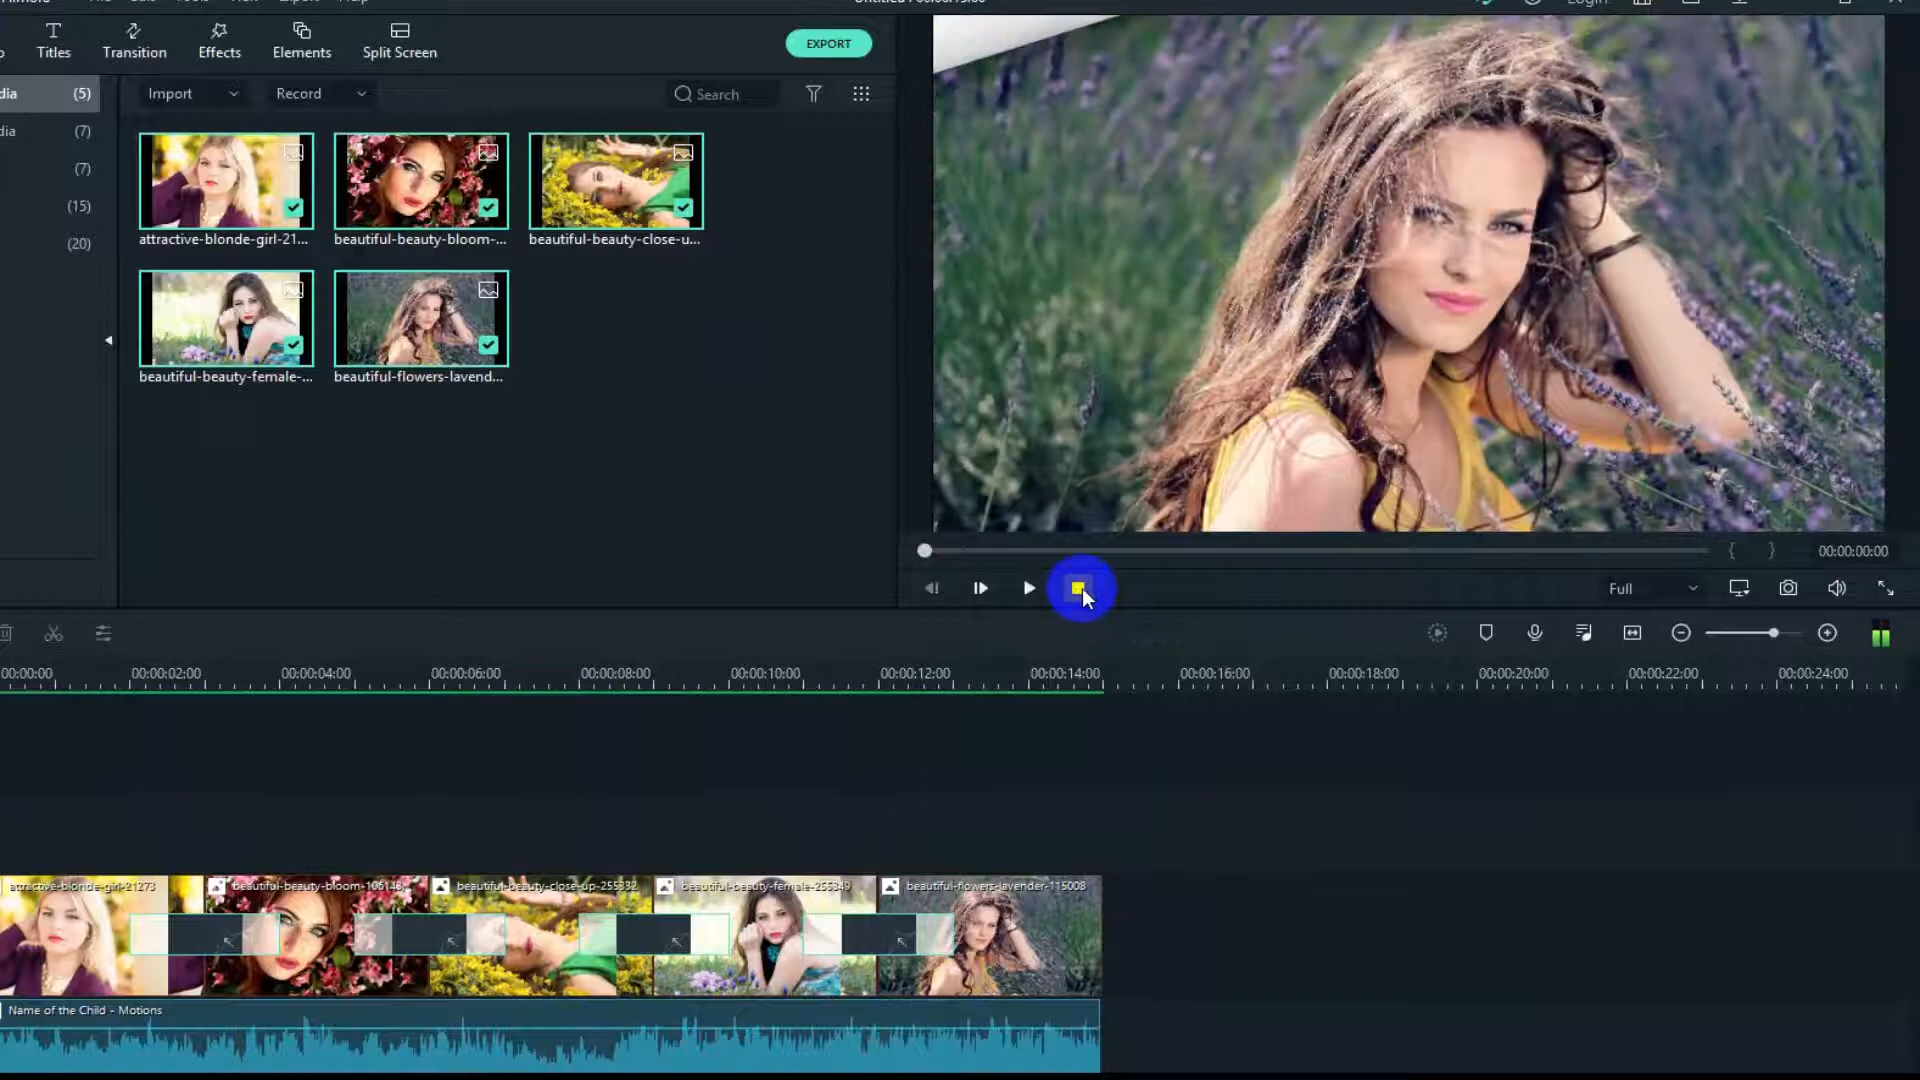 Titles
Transition
Effects
Elements
Split Screen
EXPORT
dia (5)
Import
Record
Search
dia (7)
(7)
(15)
(20)
attractive-blonde-girl-21...
beautiful-beauty-bloom-...
beautiful-beauty-close-u...
beautiful-beauty-female-...
beautiful-flowers-lavend...
00:00:00:00
Full
00:00:00
00:00:02:00
00:00:04:00
00:00:06:00
00:00:08:00
00:00:10:00
00:00:12:00
00:00:14:00
00:00:16:00
00:00:18:00
00:00:20:00
00:00:22:00
00:00:24:00
attractive-blonde-girl-21273
beautiful-beauty-bloom-106148
beautiful-beauty-close-up-255332
beautiful-beauty-female-255349
beautiful-flowers-lavender-115008
Name of the Child - Motions